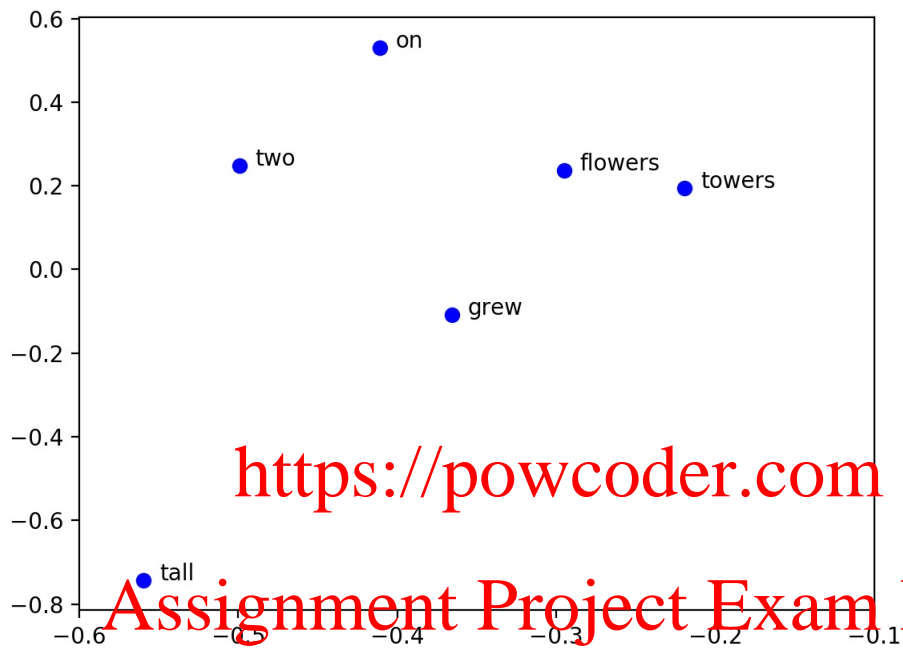 0.6
on
0.4
two
flowers
0.2
towers
0.0
grew
−0.2
−0.4
https://powcoder.com
−0.6
tall
−0.8
Assignment Project Exam
−0.6 −0.5 −0.4 −0.3 −0.2 −0.1